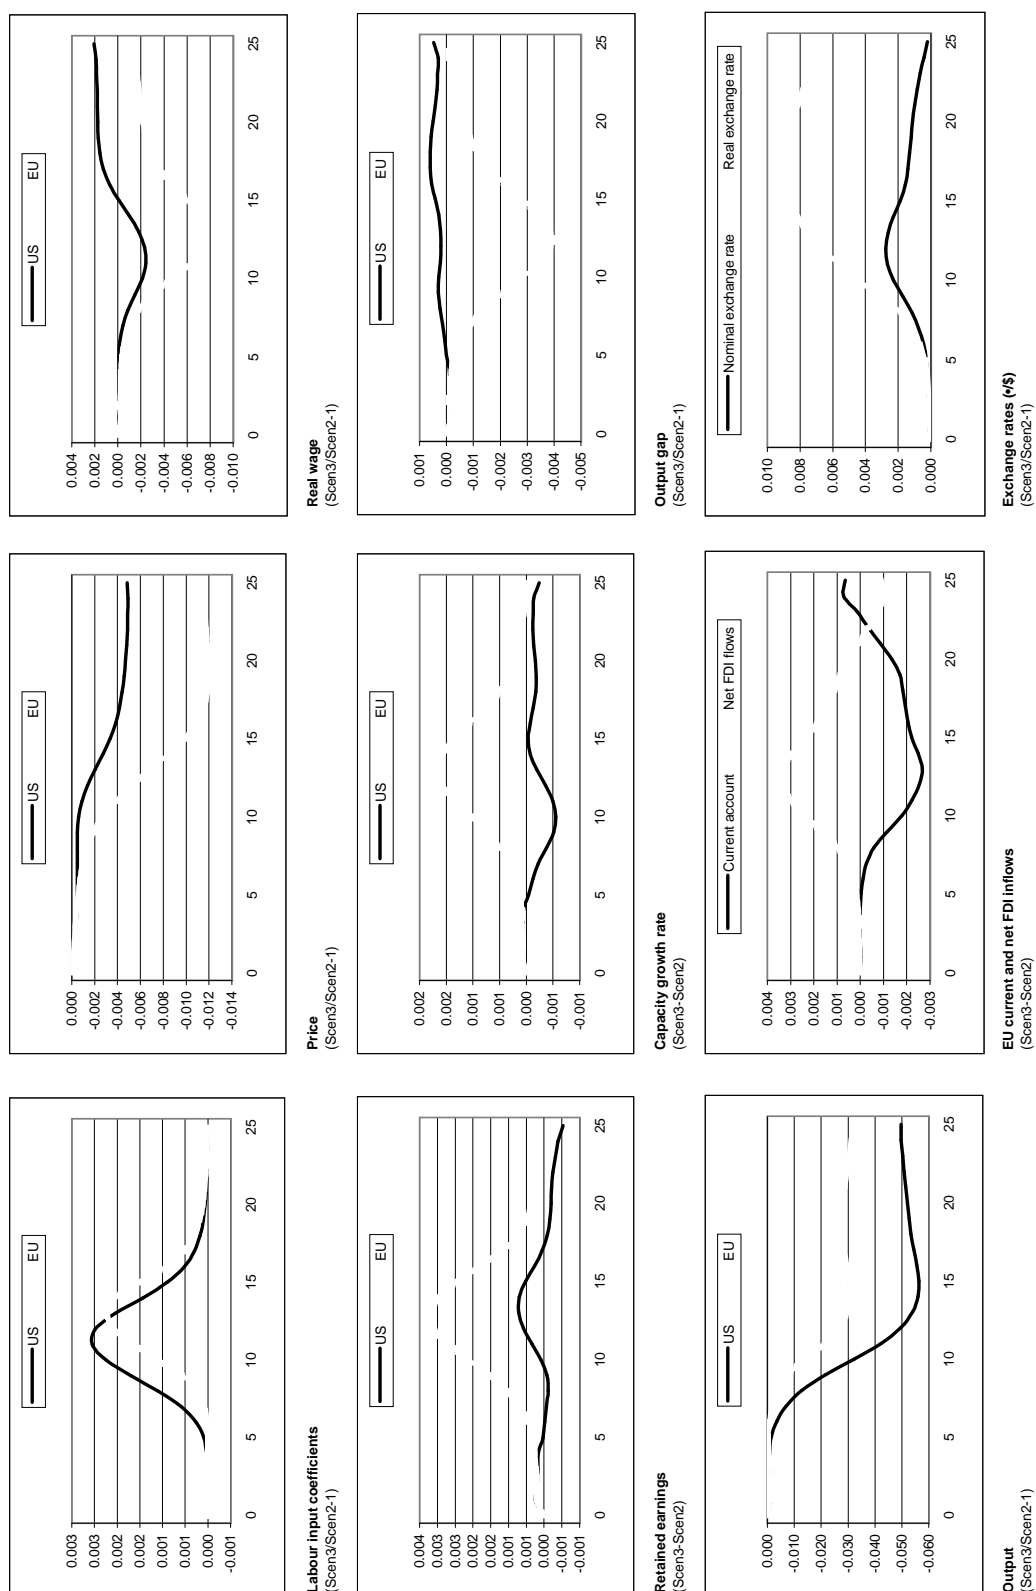 US EU
0.003
0.003
0.002
0.002
0.001
0.001
0.000
-0.001
0 5 10 15 20 25
Labour input coefficients
(Scen3/Scen2-1)
US EU
0.000
-0.002
-0.004
-0.006
-0.008
-0.010
-0.012
-0.014
0 5 10 15 20 25
Price
(Scen3/Scen2-1)
US EU
0.004
0.002
0.000
-0.002
-0.004
-0.006
-0.008
-0.010
0 5 10 15 20 25
Real wage
(Scen3/Scen2-1)
US EU
0.004
0.003
0.003
0.002
0.002
0.001
0.001
0.000
-0.001
-0.001
0 5 10 15 20 25
Retained earnings
(Scen3-Scen2)
US EU
0.002
0.002
0.001
0.001
0.000
-0.001
-0.001
0 5 10 15 20 25
Capacity growth rate
(Scen3-Scen2)
US EU
0.001
0.000
-0.001
-0.002
-0.003
-0.004
-0.005
0 5 10 15 20 25
Output gap
(Scen3/Scen2-1)
US EU
0.000
-0.010
-0.020
-0.030
-0.040
-0.050
-0.060
0 5 10 15 20 25
Output
(Scen3/Scen2-1)
Current account Net FDI flows
0.004
0.003
0.002
0.001
0.000
-0.001
-0.002
-0.003
0 5 10 15 20 25
EU current and net FDI inflows
(Scen3-Scen2)
Nominal exchange rate Real exchange rate
0.010
0.008
0.006
0.004
0.002
0.000
0 5 10 15 20 25
Exchange rates (•/$)
(Scen3/Scen2-1)